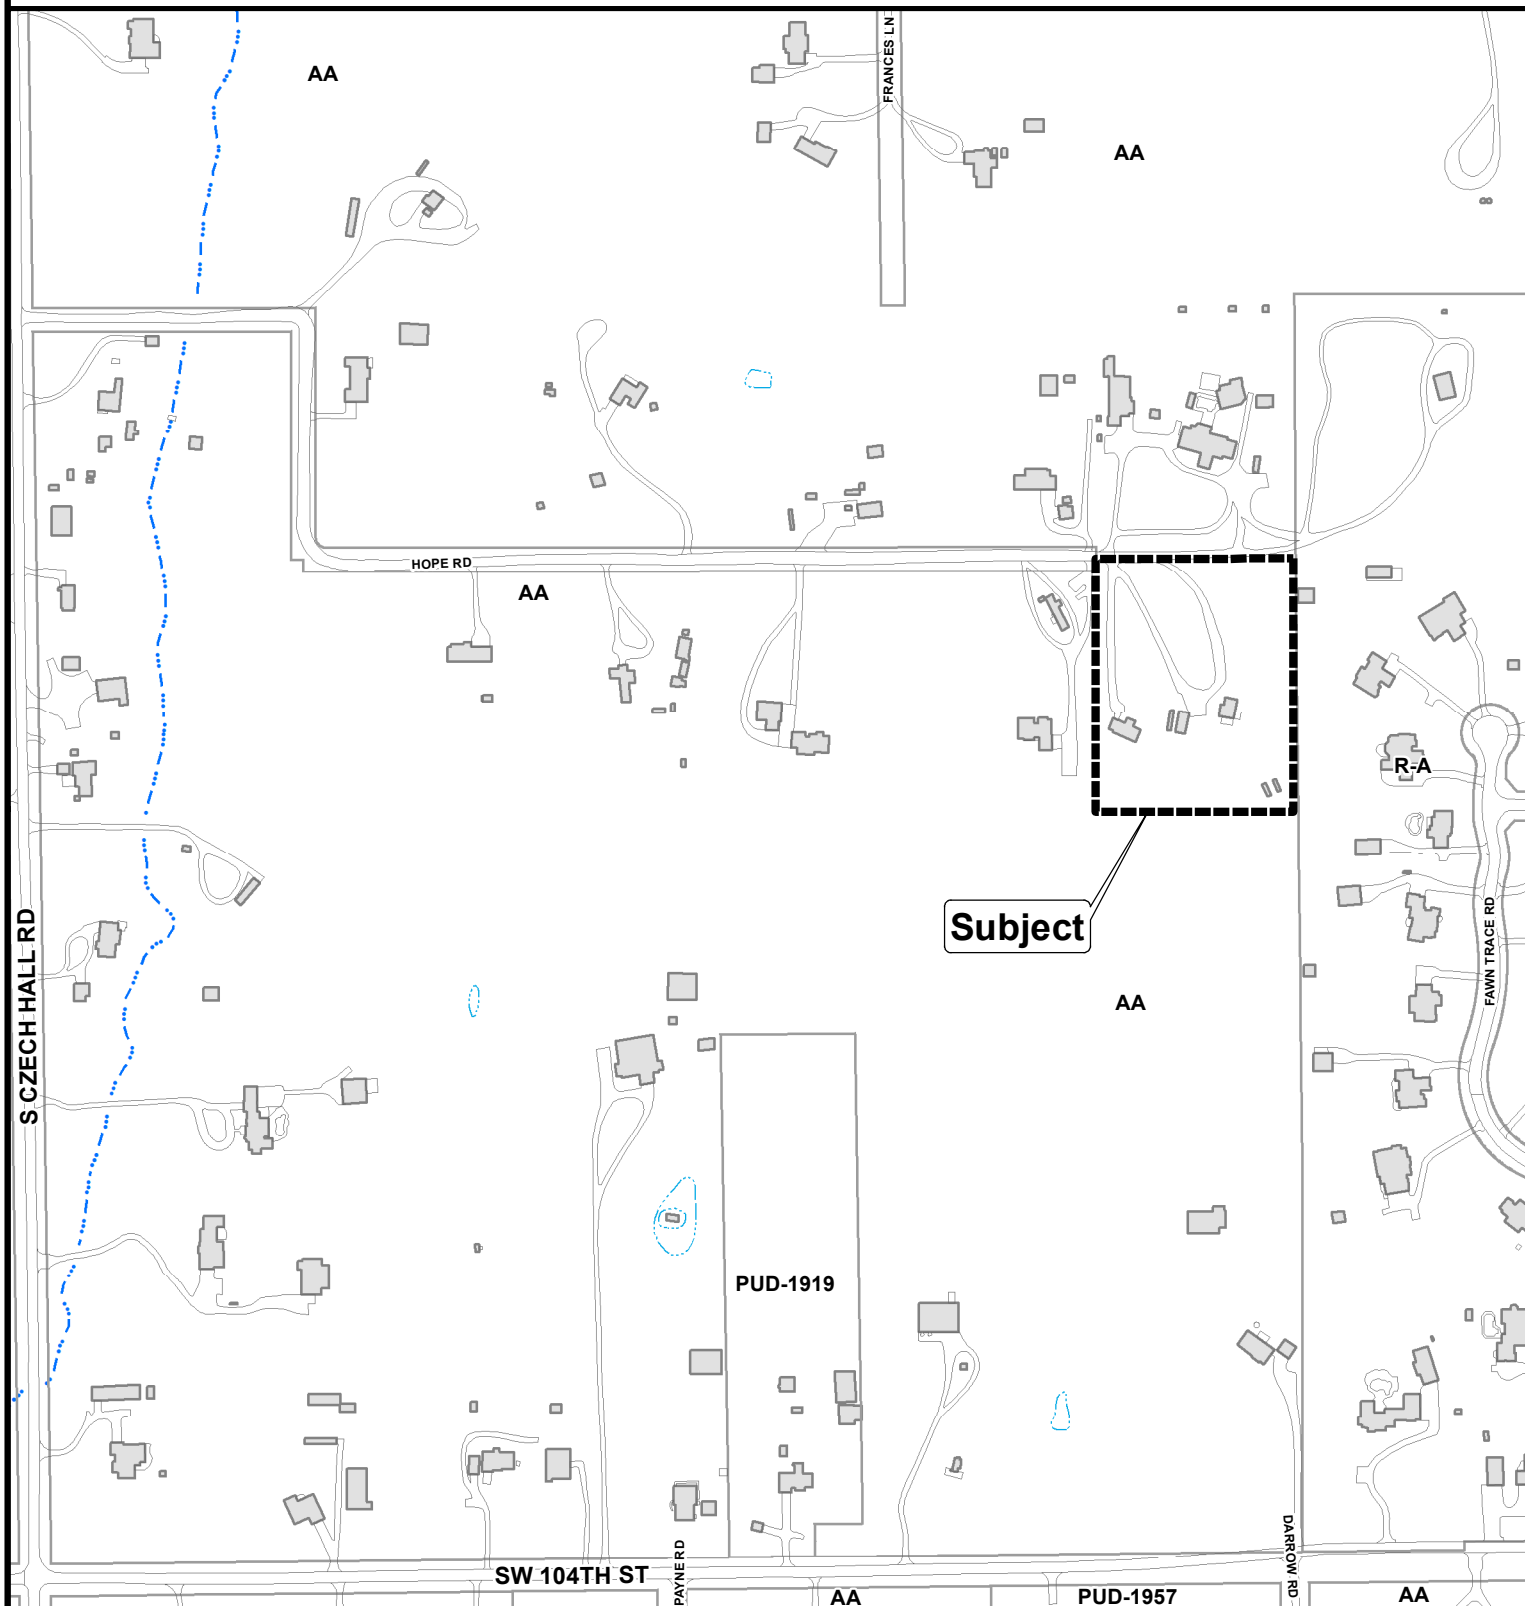 FRANCES LN
AA
AA
HOPE RD
AA
R-A
Subject
FAWN TRACE RD
S CZECH HALL RD
AA
PUD-1919
SW 104TH ST
PAYNE RD
DARROW RD
AA
PUD-1957
AA